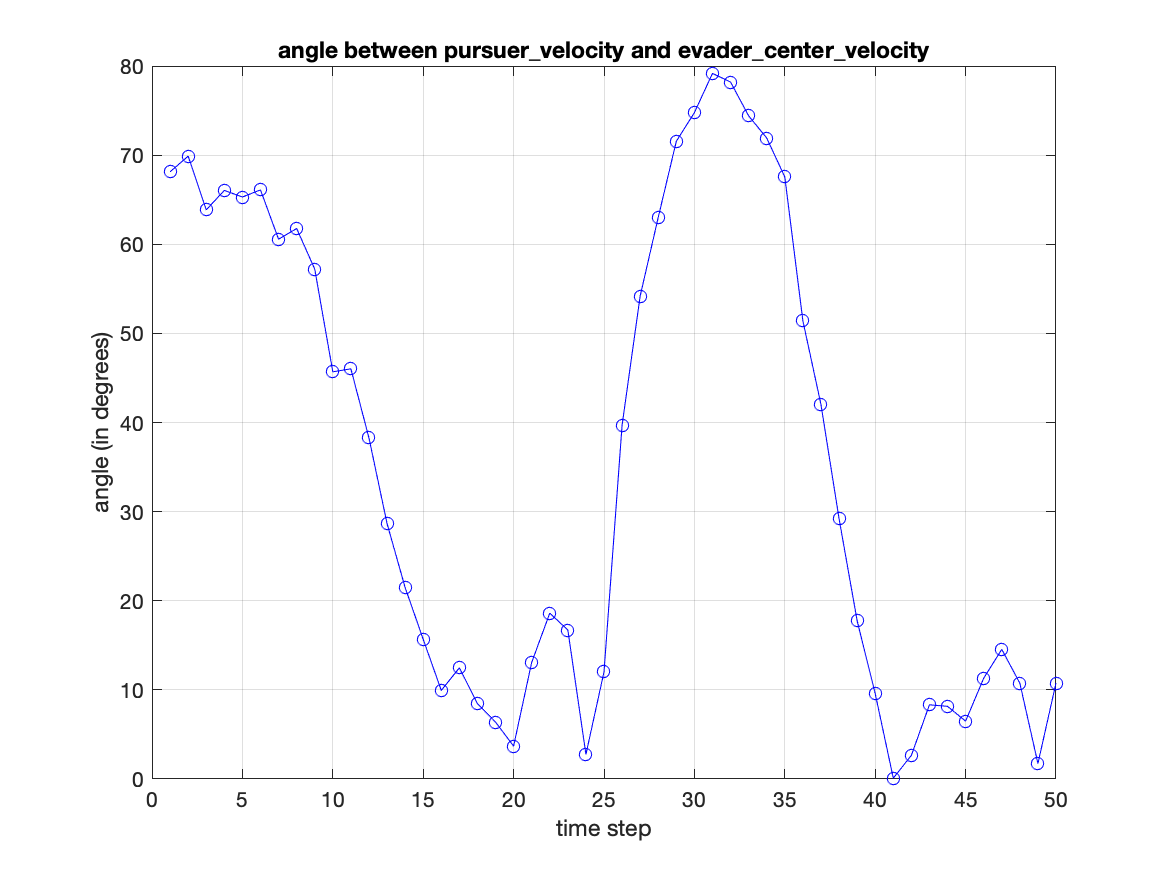 angle between pursuer_velocity and evader_center_velocity
80
70
60
50
40
30
20
10
0
angle (in degrees)
0 5 10 15 20 25 30 35 40 45 50
time step